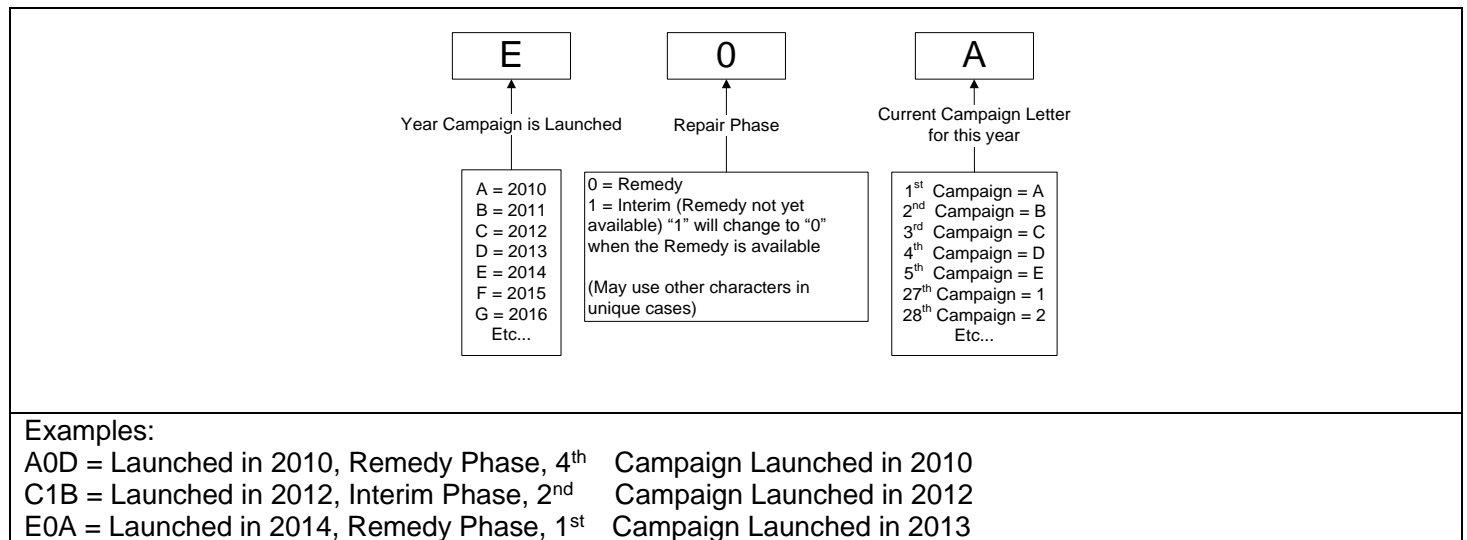 E 0 A
Year Campaign is Launched
Repair Phase
Current Campaign Letter
for this year
A = 2010
B = 2011
C = 2012
D = 2013
E = 2014
F = 2015
G = 2016
Etc...
0 = Remedy
1 = Interim (Remedy not yet
available) “1” will change to “0”
when the Remedy is available
(May use other characters in
unique cases)
1st Campaign = A
2nd Campaign = B
3rd Campaign = C
4th Campaign = D
5th Campaign = E
27th Campaign = 1
28th Campaign = 2
Etc...
Examples:
A0D = Launched in 2010, Remedy Phase, 4th Campaign Launched in 2010
C1B = Launched in 2012, Interim Phase, 2nd Campaign Launched in 2012
E0A = Launched in 2014, Remedy Phase, 1st Campaign Launched in 2013